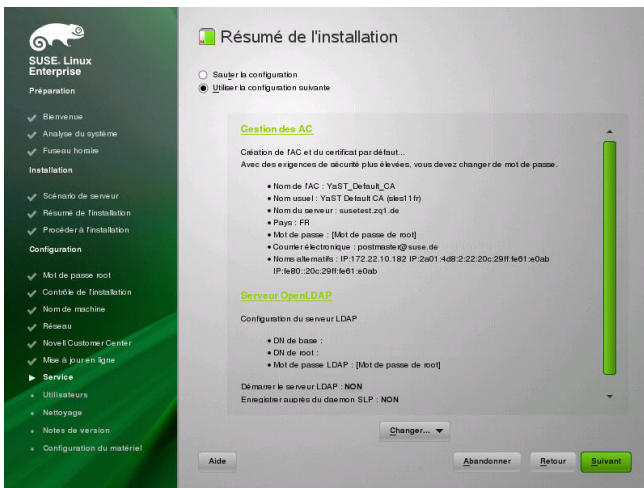 SUSE. Linux
Enterprise
Préparation
Bienvenue
Analyse du système
Fuseau horaire
Installation
Scénario de serveur
Résumé de l'installation
Procéder à l'installation
Configuration
Mot de passe root
Contrôle de l'installation
Nom de machine
Réseau
Novell Customer Center
Mise à jour en ligne
Service
Utilisateurs
Nettoyage
Notes de version
Configuration du matériel
Résumé de l'installation
Sauter la configuration
Utiliser la configuration suivante
Gestion des AC
Création de l'AC et du certificat par défaut...
Avec des exigences de sécurité plus élevées, vous devez changer de mot de passe.
• Nom de l'AC : YaST_Default_CA
• Nom usuel : YaST Default CA (sles11fr)
• Nom du serveur : susetest.zq1.de
• Pays : FR
• Mot de passe : [Mot de passe de root]
• Courrier électronique : postmaster@suse.de
• Noms alternatifs : IP:172.22.10.182 IP:2a01:4d8:2:22:20c:29ff:fe61:e0ab
IP:fe80::20c:29ff:fe61:e0ab
Serveur OpenLDAP
Configuration du serveur LDAP
• DN de base :
• DN de root :
• Mot de passe LDAP : [Mot de passe de root]
Démarrer le serveur LDAP : NON
Enregistrer auprès du daemon SLP : NON
Changer...
Aide
Abandonner
Retour
Suivant